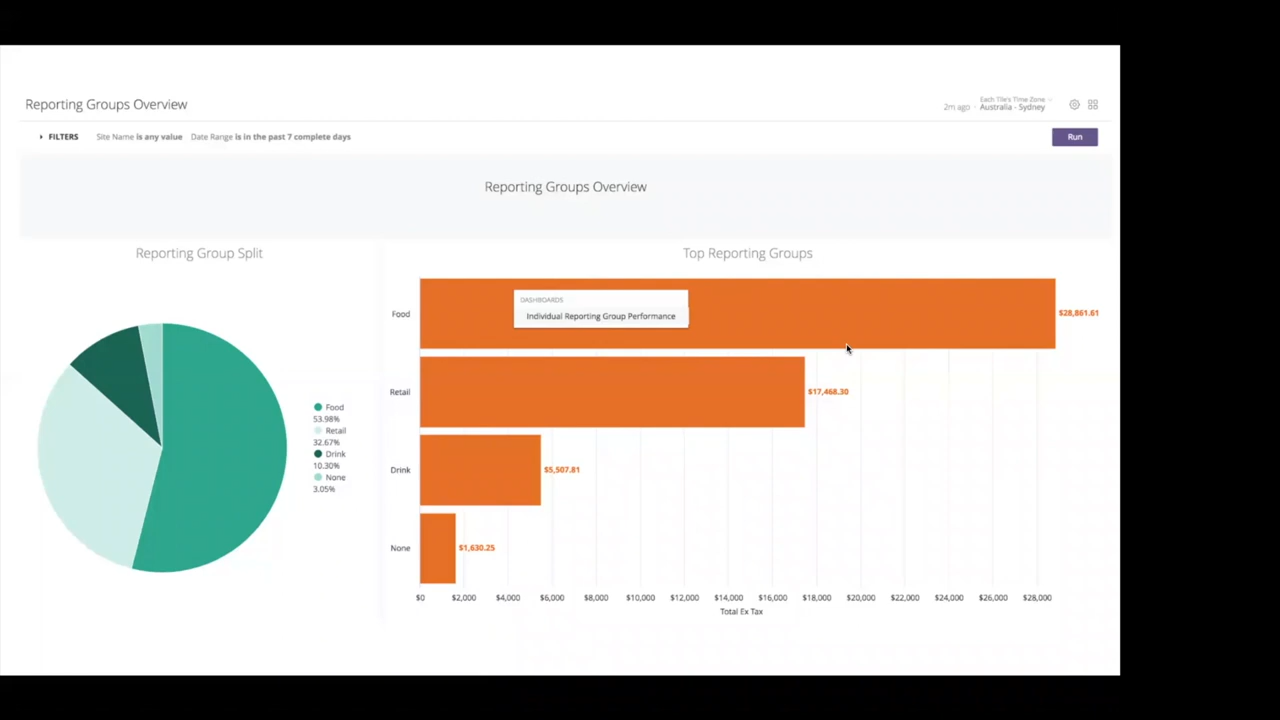 Reporting Groups Overview
Each Tile's Time Zone
2m ago · Australia - Sydney
FILTERS Site Name is any value Date Range is in the past 7 complete days
Run
Reporting Groups Overview
Reporting Group Split
Food
53.98%
Retail
32.67%
Drink
10.30%
None
3.05%
Top Reporting Groups
DASHBOARDS
Individual Reporting Group Performance
Food $28,861.61
Retail $17,468.30
Drink $5,507.81
None $1,630.25
$0 $2,000 $4,000 $6,000 $8,000 $10,000 $12,000 $14,000 $16,000 $18,000 $20,000 $22,000 $24,000 $26,000 $28,000
Total Ex Tax